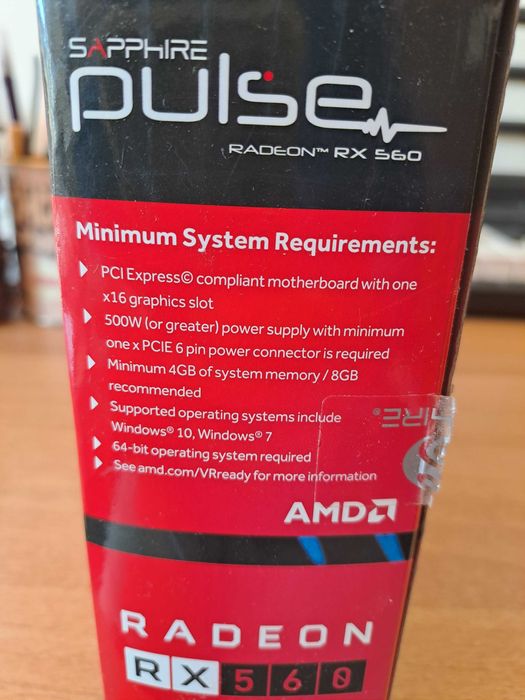 SAPPHIRE
pulse
RADEON™ RX 560
Minimum System Requirements:
PCI Express© compliant motherboard with one
x16 graphics slot
500W (or greater) power supply with minimum
one x PCIE 6 pin power connector is required
Minimum 4GB of system memory / 8GB
recommended
Supported operating systems include
Windows® 10, Windows® 7
64-bit operating system required
See amd.com/VRready for more information
HIRE®
AMD
RADEON
RX 560